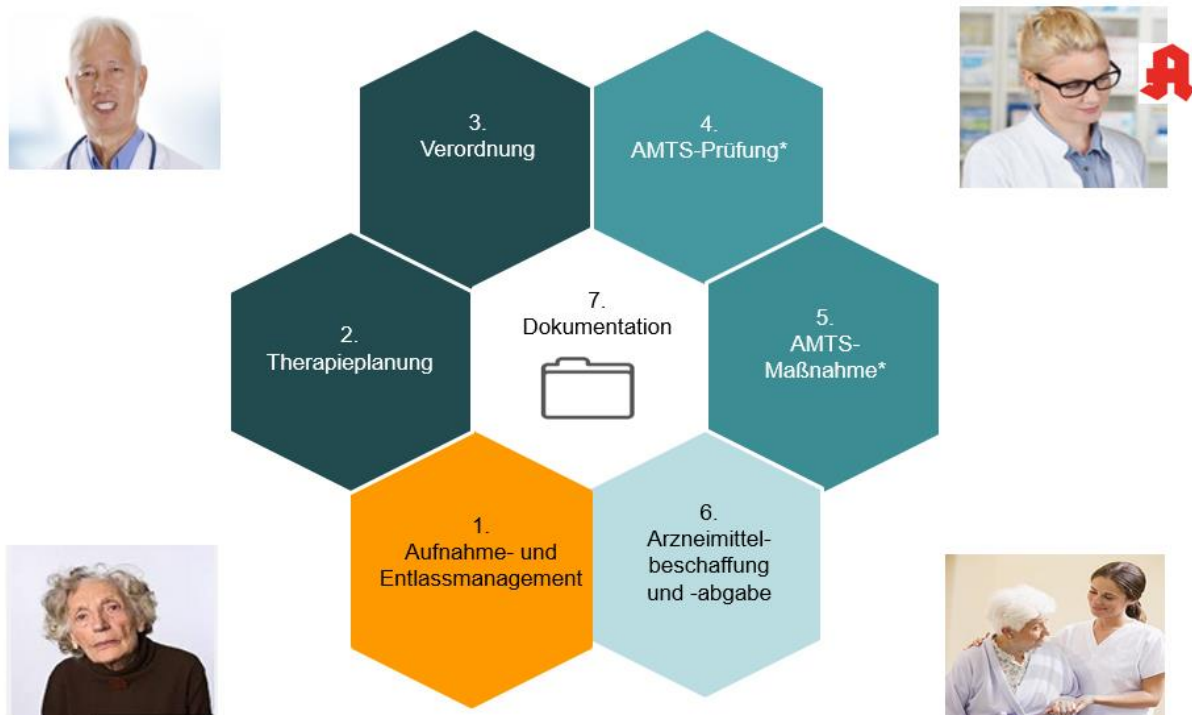 3.
Verordnung
4.
AMTS-Prüfung*
7.
Dokumentation
2.
Therapieplanung
5.
AMTS-
Maßnahme*
1.
Aufnahme- und
Entlassmanagement
6.
Arzneimittel-
beschaffung
und -abgabe